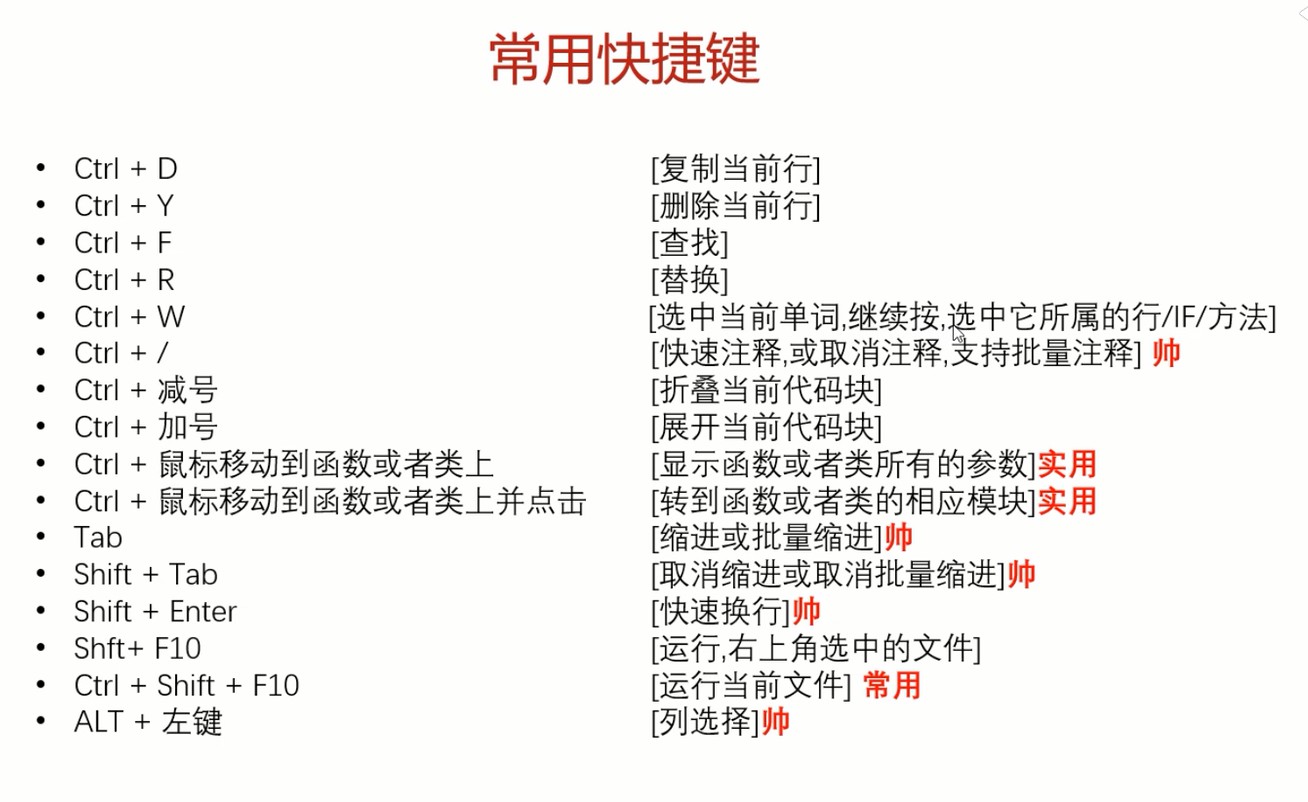 常用快捷键
• Ctrl + D [复制当前行]
• Ctrl + Y [删除当前行]
• Ctrl + F [查找]
• Ctrl + R [替换]
• Ctrl + W [选中当前单词,继续按,选中它所属的行/IF/方法]
• Ctrl + / [快速注释,或取消注释,支持批量注释] 帅
• Ctrl + 减号 [折叠当前代码块]
• Ctrl + 加号 [展开当前代码块]
• Ctrl + 鼠标移动到函数或者类上 [显示函数或者类所有的参数]实用
• Ctrl + 鼠标移动到函数或者类上并点击 [转到函数或者类的相应模块]实用
• Tab [缩进或批量缩进]帅
• Shift + Tab [取消缩进或取消批量缩进]帅
• Shift + Enter [快速换行]帅
• Shft+ F10 [运行,右上角选中的文件]
• Ctrl + Shift + F10 [运行当前文件] 常用
• ALT + 左键 [列选择]帅